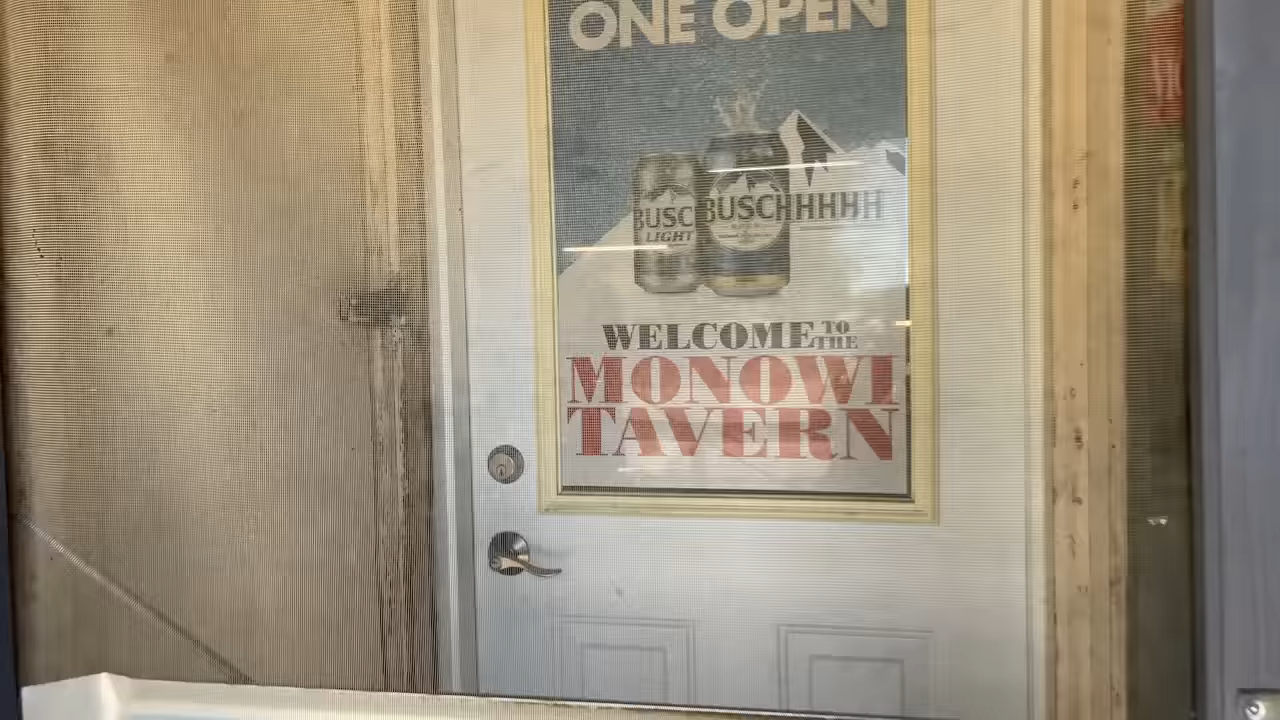 ONE OPEN
BUSC
LIGHT
BUSCHHHHH
WELCOME TO THE
MONOWI
TAVERN